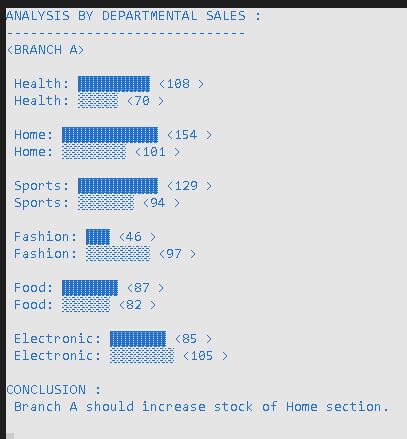 ANALYSIS BY DEPARTMENTAL SALES :
------------------------------
<BRANCH A>
Health: ▓▓▓▓▓▓▓▓▓ <108 >
Health: ▒▒▒▒▒ <70 >
Home: ▓▓▓▓▓▓▓▓▓▓▓▓ <154 >
Home: ▒▒▒▒▒▒▒▒ <101 >
Sports: ▓▓▓▓▓▓▓▓▓▓ <129 >
Sports: ▒▒▒▒▒▒▒ <94 >
Fashion: ▓▓▓ <46 >
Fashion: ▒▒▒▒▒▒▒▒ <97 >
Food: ▓▓▓▓▓▓▓ <87 >
Food: ▒▒▒▒▒▒ <82 >
Electronic: ▓▓▓▓▓▓▓ <85 >
Electronic: ▒▒▒▒▒▒▒▒ <105 >
CONCLUSION :
Branch A should increase stock of Home section.